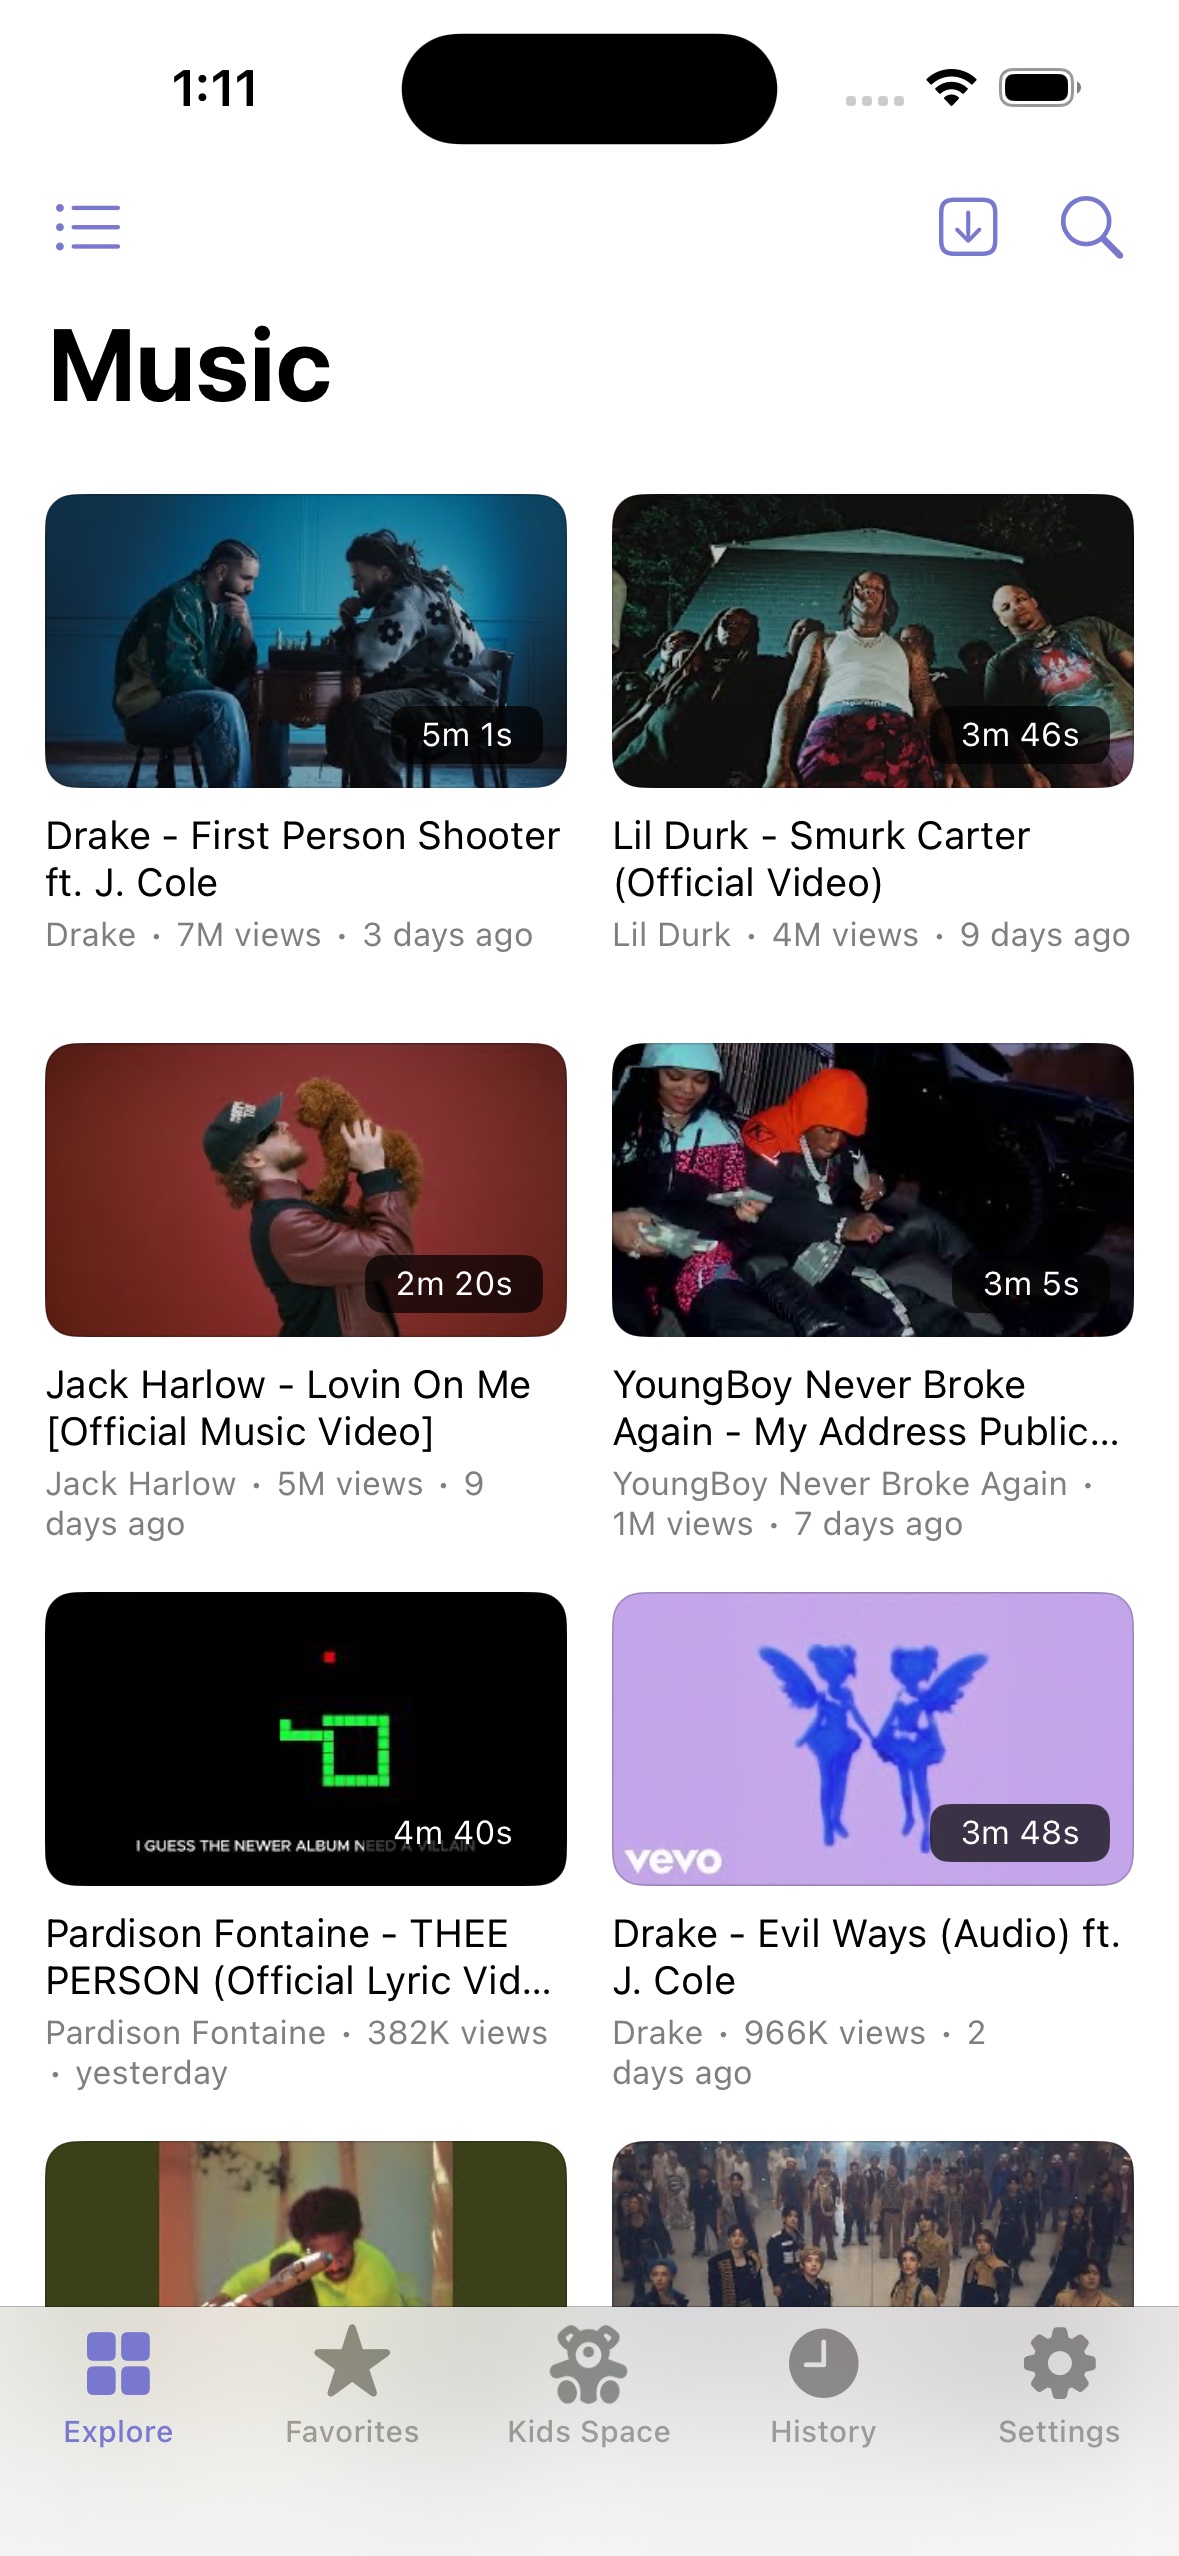 1:11
Music
5m 1s
3m 46s
Drake - First Person Shooter
ft. J. Cole
Drake • 7M views • 3 days ago
Lil Durk - Smurk Carter
(Official Video)
Lil Durk • 4M views • 9 days ago
2m 20s
3m 5s
Jack Harlow - Lovin On Me
[Official Music Video]
Jack Harlow • 5M views • 9
days ago
YoungBoy Never Broke
Again - My Address Public...
YoungBoy Never Broke Again •
1M views • 7 days ago
I GUESS THE NEWER ALBUM NEED A VILLAIN
4m 40s
vevo
3m 48s
Pardison Fontaine - THEE
PERSON (Official Lyric Vid...
Pardison Fontaine • 382K views
• yesterday
Drake - Evil Ways (Audio) ft.
J. Cole
Drake • 966K views • 2
days ago
Explore
Favorites
Kids Space
History
Settings